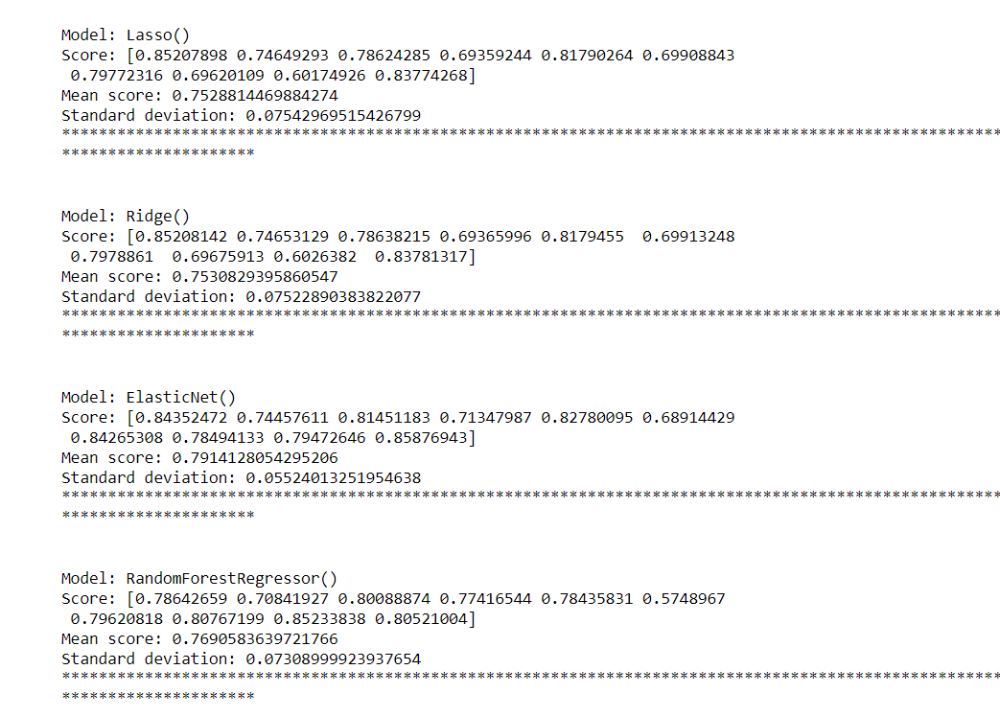 Model: Lasso()
Score: [0.85207898 0.74649293 0.78624285 0.69359244 0.81790264 0.69908843
 0.79772316 0.69620109 0.60174926 0.83774268]
Mean score: 0.7528814469884274
Standard deviation: 0.07542969515426799
******************************************************************************************************
*********************
Model: Ridge()
Score: [0.85208142 0.74653129 0.78638215 0.69365996 0.8179455  0.69913248
 0.7978861  0.69675913 0.6026382  0.83781317]
Mean score: 0.7530829395860547
Standard deviation: 0.07522890383822077
******************************************************************************************************
*********************
Model: ElasticNet()
Score: [0.84352472 0.74457611 0.81451183 0.71347987 0.82780095 0.68914429
 0.84265308 0.78494133 0.79472646 0.85876943]
Mean score: 0.7914128054295206
Standard deviation: 0.05524013251954638
******************************************************************************************************
*********************
Model: RandomForestRegressor()
Score: [0.78642659 0.70841927 0.80088874 0.77416544 0.78435831 0.5748967
 0.79620818 0.80767199 0.85233838 0.80521004]
Mean score: 0.7690583639721766
Standard deviation: 0.07308999923937654
******************************************************************************************************
*********************